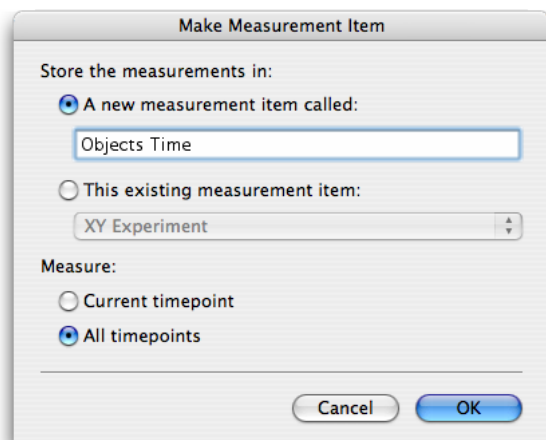 Make Measurement Item
Store the measurements in:
A new measurement item called:
Objects Time
This existing measurement item:
XY Experiment
Measure:
Current timepoint
All timepoints
Cancel OK